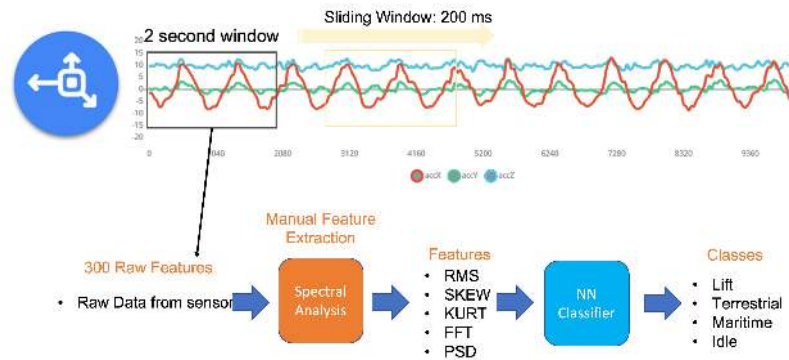 Sliding Window: 200 ms
2 second window
20
15
10
5
0
-5
-10
-15
-20
0
1040
2080
3120
4160
5200
6240
7280
8320
9360
accX
accY
accZ
Manual Feature
Extraction
300 Raw Features
Features
Classes
• Raw Data from sensor
Spectral
Analysis
• RMS
• SKEW
• KURT
• FFT
• PSD
NN
Classifier
• Lift
• Terrestrial
• Maritime
• Idle